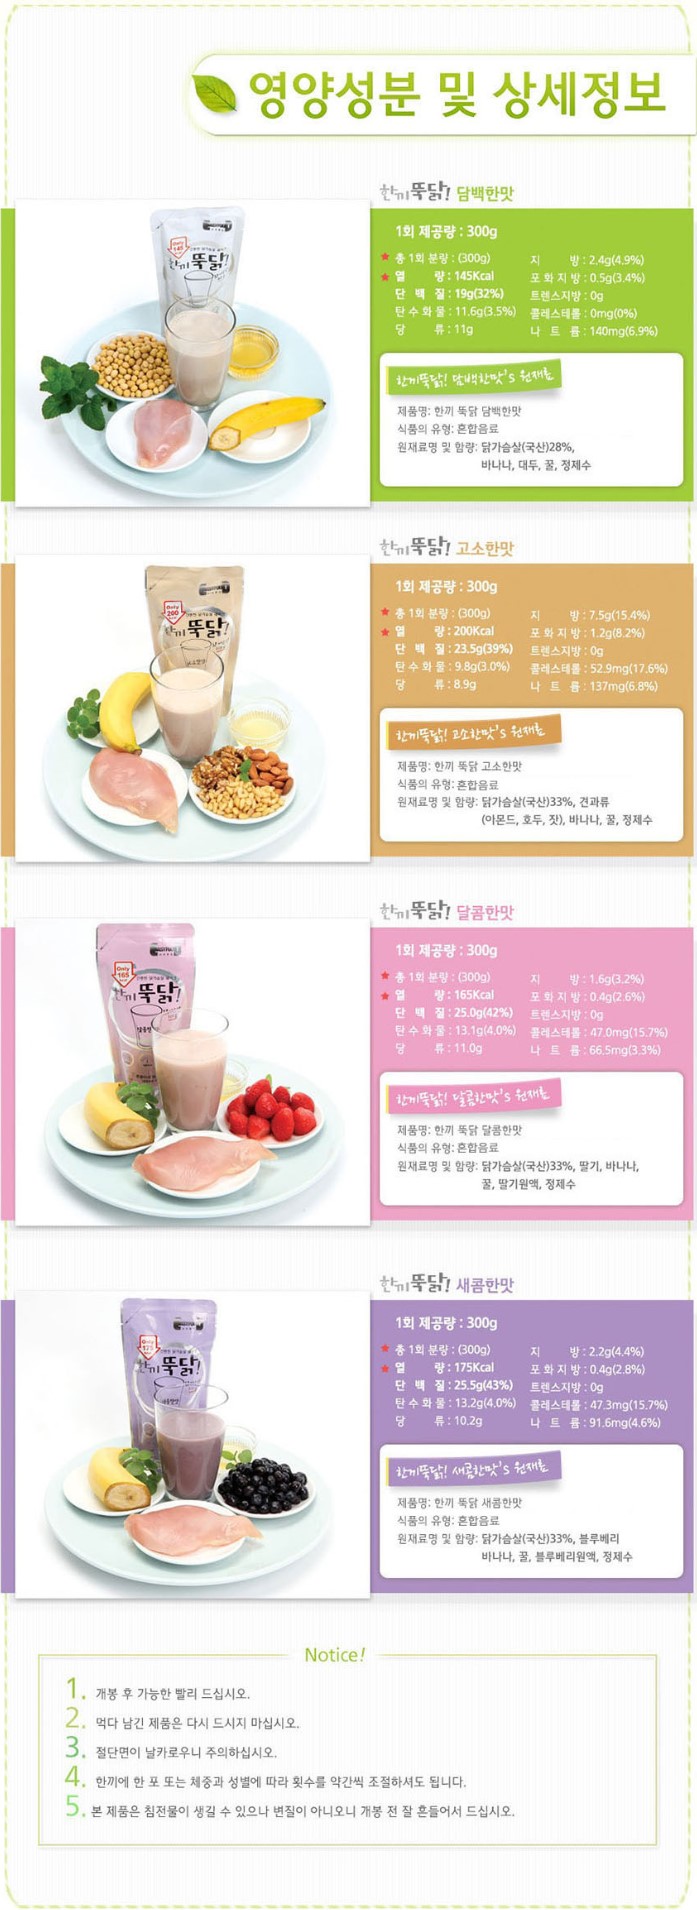 영양성분 및 상세정보
한끼뚝닭! 담백한맛
1회 제공량 : 300g
★ 총 1회 분량 : (300g)
★ 열 량 : 145Kcal
단 백 질 : 19g(32%)
탄 수 화 물 : 11.6g(3.5%)
당 류 : 11g
지 방 : 2.4g(4.9%)
포 화 지 방 : 0.5g(3.4%)
트랜스지방 : 0g
콜레스테롤 : 0mg(0%)
나 트 륨 : 140mg(6.9%)
한끼뚝닭! 담백한맛's 원재료
제품명: 한끼 뚝닭 담백한맛
식품의 유형: 혼합음료
원재료명 및 함량: 닭가슴살(국산)28%,
바나나, 대두, 꿀, 정제수
Only
145
한끼뚝닭!
한끼뚝닭! 고소한맛
1회 제공량 : 300g
★ 총 1회 분량 : (300g)
★ 열 량 : 200Kcal
단 백 질 : 23.5g(39%)
탄 수 화 물 : 9.8g(3.0%)
당 류 : 8.9g
지 방 : 7.5g(15.4%)
포 화 지 방 : 1.2g(8.2%)
트랜스지방 : 0g
콜레스테롤 : 52.9mg(17.6%)
나 트 륨 : 137mg(6.8%)
한끼뚝닭! 고소한맛's 원재료
제품명: 한끼 뚝닭 고소한맛
식품의 유형: 혼합음료
원재료명 및 함량: 닭가슴살(국산)33%, 견과류
(아몬드, 호두, 잣), 바나나, 꿀, 정제수
Only
200
한끼뚝닭!
한끼뚝닭! 달콤한맛
1회 제공량 : 300g
★ 총 1회 분량 : (300g)
★ 열 량 : 165Kcal
단 백 질 : 25.0g(42%)
탄 수 화 물 : 13.1g(4.0%)
당 류 : 11.0g
지 방 : 1.6g(3.2%)
포 화 지 방 : 0.4g(2.6%)
트랜스지방 : 0g
콜레스테롤 : 47.0mg(15.7%)
나 트 륨 : 66.5mg(3.3%)
한끼뚝닭! 달콤한맛's 원재료
제품명: 한끼 뚝닭 달콤한맛
식품의 유형: 혼합음료
원재료명 및 함량: 닭가슴살(국산)33%, 딸기, 바나나,
꿀, 딸기원액, 정제수
Only
165
한끼뚝닭!
한끼뚝닭! 새콤한맛
1회 제공량 : 300g
★ 총 1회 분량 : (300g)
★ 열 량 : 175Kcal
단 백 질 : 25.5g(43%)
탄 수 화 물 : 13.2g(4.0%)
당 류 : 10.2g
지 방 : 2.2g(4.4%)
포 화 지 방 : 0.4g(2.8%)
트랜스지방 : 0g
콜레스테롤 : 47.3mg(15.7%)
나 트 륨 : 91.6mg(4.6%)
한끼뚝닭! 새콤한맛's 원재료
제품명: 한끼 뚝닭 새콤한맛
식품의 유형: 혼합음료
원재료명 및 함량: 닭가슴살(국산)33%, 블루베리
바나나, 꿀, 블루베리원액, 정제수
Only
175
한끼뚝닭!
Notice!
1. 개봉 후 가능한 빨리 드십시오.
2. 먹다 남긴 제품은 다시 드시지 마십시오.
3. 절단면이 날카로우니 주의하십시오.
4. 한끼에 한 포 또는 체중과 성별에 따라 횟수를 약간씩 조절하셔도 됩니다.
5. 본 제품은 침전물이 생길 수 있으나 변질이 아니오니 개봉 전 잘 흔들어서 드십시오.